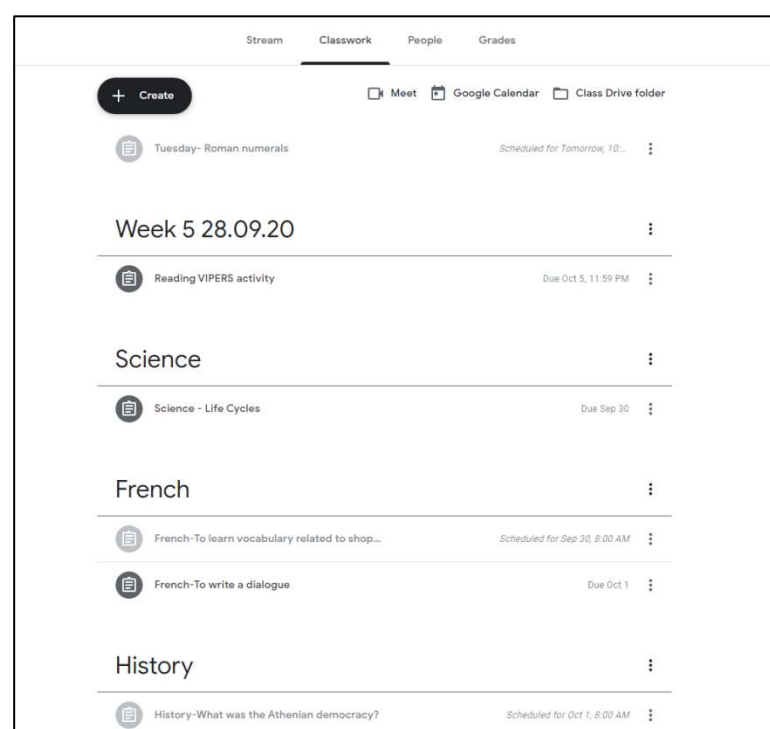 Stream Classwork People Grades
+ Create Meet Google Calendar Class Drive folder
Tuesday- Roman numerals Scheduled for Tomorrow, 10:...
Week 5 28.09.20
Reading VIPERS activity Due Oct 5, 11:59 PM
Science
Science - Life Cycles Due Sep 30
French
French-To learn vocabulary related to shop... Scheduled for Sep 30, 8:00 AM
French-To write a dialogue Due Oct 1
History
History-What was the Athenian democracy? Scheduled for Oct 1, 8:00 AM